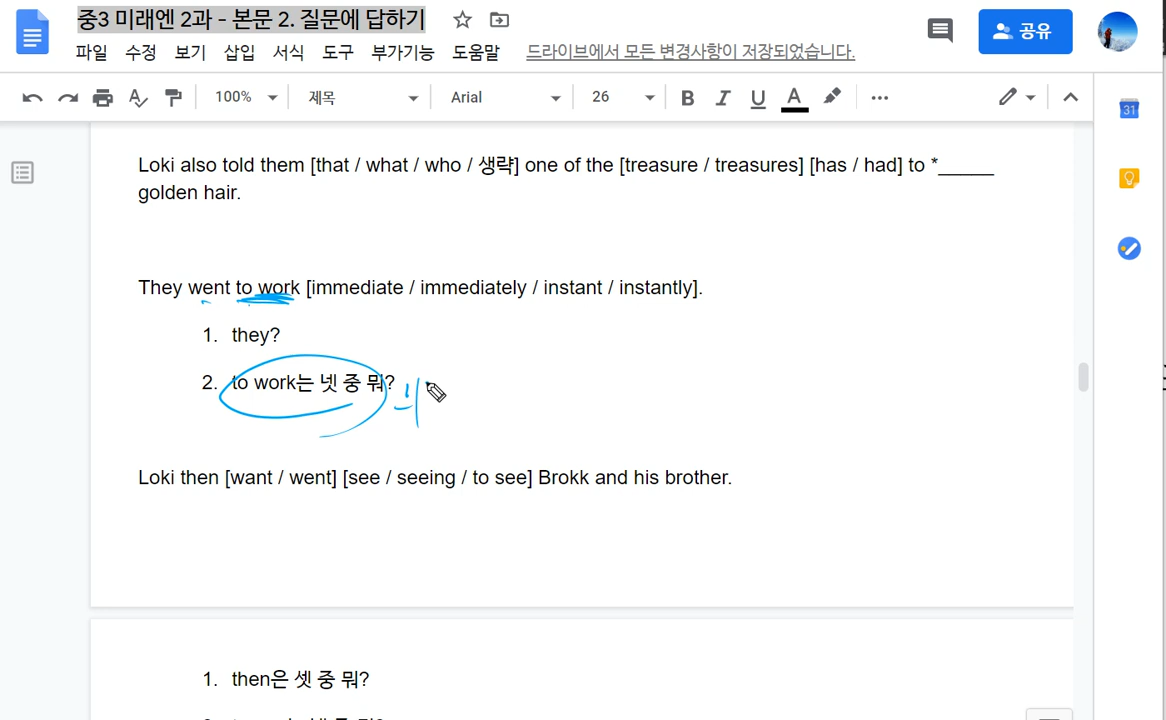 중3 미래엔 2과 - 본문 2. 질문에 답하기
파일 수정 보기 삽입 서식 도구 부가기능 도움말 드라이브에서 모든 변경사항이 저장되었습니다.
공유
100% 제목 Arial 26 B I U A
31
Loki also told them [that / what / who / 생략] one of the [treasure / treasures] [has / had] to *______
golden hair.
They went to work [immediate / immediately / instant / instantly].
1. they?
2. to work는 넷 중 뭐?
Loki then [want / went] [see / seeing / to see] Brokk and his brother.
1. then은 셋 중 뭐?